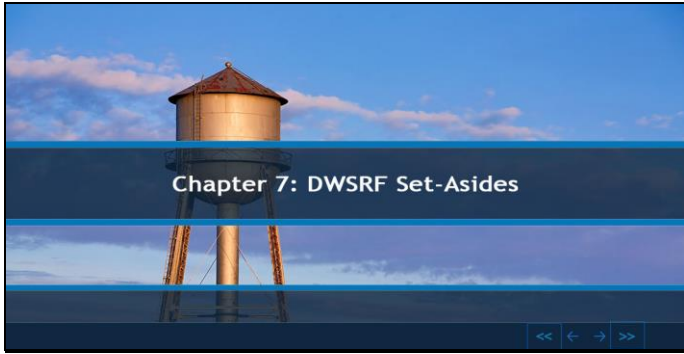 Chapter 7: DWSRF Set-Asides
<< ← → >>